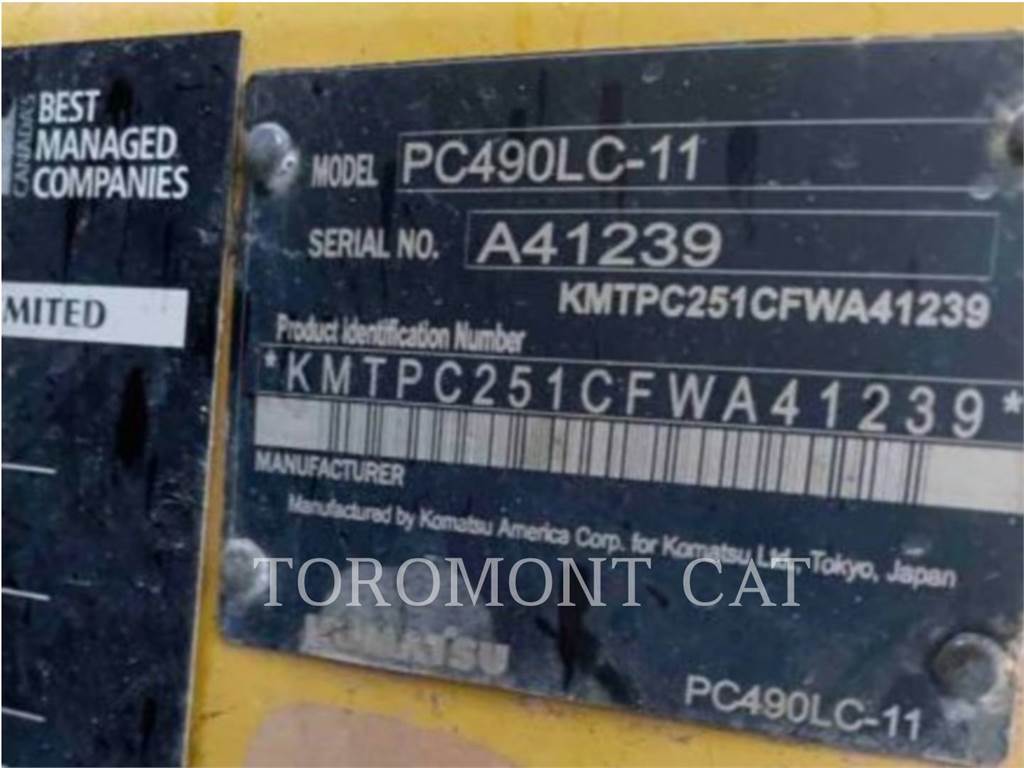 CANADA'S
BEST
MANAGED
COMPANIES
MITED
MODEL PC490LC-11
SERIAL NO. A41239
KMTPC251CFWA41239
Product Identification Number
*KMTPC251CFWA41239*
MANUFACTURER
Manufactured by Komatsu America Corp. for Komatsu Ltd., Tokyo, Japan
TOROMONT CAT
KOMATSU
PC490LC-11